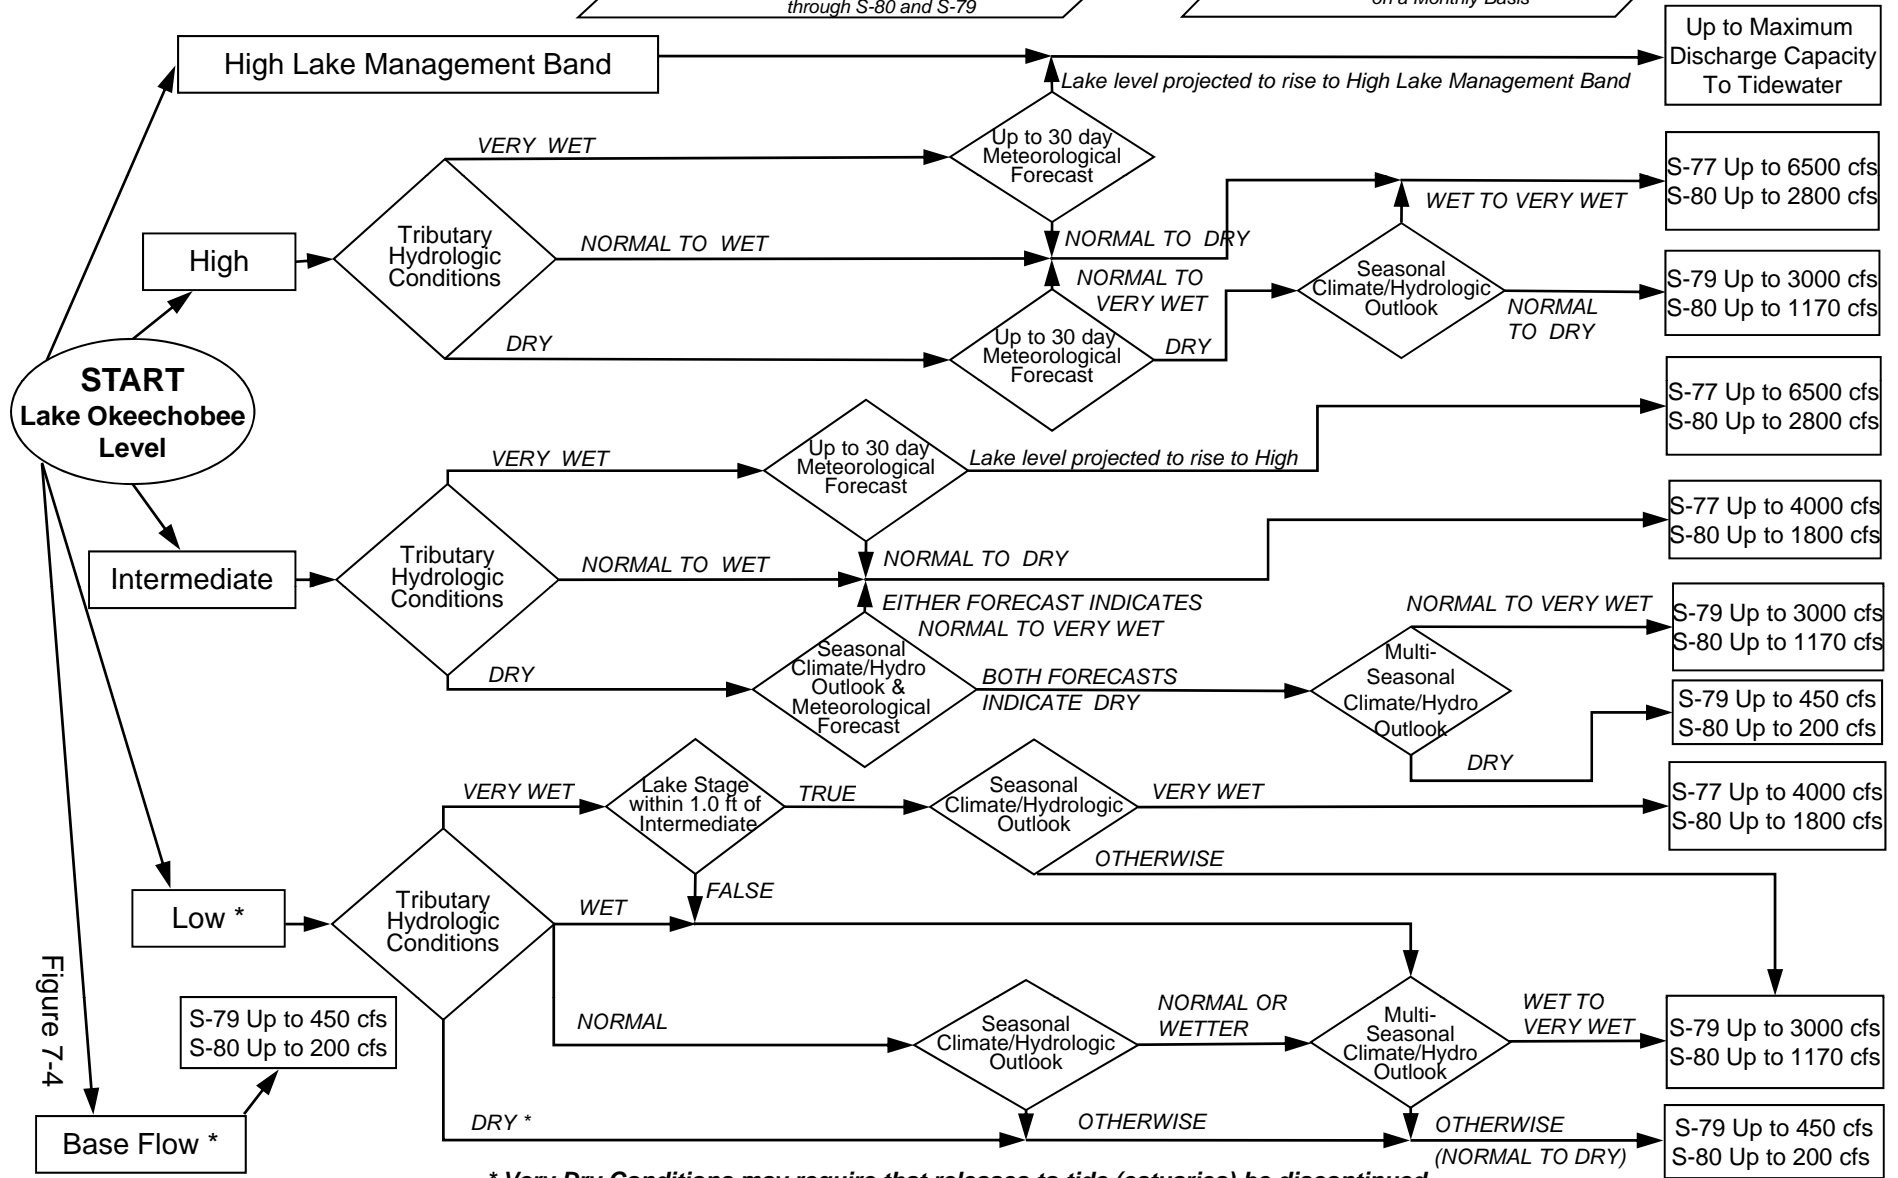 through S-80 and S-79
on a Monthly Basis
High Lake Management Band
Up to Maximum
Discharge Capacity
To Tidewater
Lake level projected to rise to High Lake Management Band
VERY WET
Up to 30 day
Meteorological
Forecast
S-77 Up to 6500 cfs
S-80 Up to 2800 cfs
WET TO VERY WET
High
Tributary
Hydrologic
Conditions
NORMAL TO WET
NORMAL TO DRY
NORMAL TO
VERY WET
Seasonal
Climate/Hydrologic
Outlook
S-79 Up to 3000 cfs
S-80 Up to 1170 cfs
NORMAL
TO DRY
DRY
Up to 30 day
Meteorological
Forecast
DRY
START
Lake Okeechobee
Level
S-77 Up to 6500 cfs
S-80 Up to 2800 cfs
VERY WET
Up to 30 day
Meteorological
Forecast
Lake level projected to rise to High
S-77 Up to 4000 cfs
S-80 Up to 1800 cfs
Intermediate
Tributary
Hydrologic
Conditions
NORMAL TO WET
NORMAL TO DRY
EITHER FORECAST INDICATES
NORMAL TO VERY WET
NORMAL TO VERY WET
S-79 Up to 3000 cfs
S-80 Up to 1170 cfs
DRY
Seasonal
Climate/Hydro
Outlook &
Meteorological
Forecast
BOTH FORECASTS
INDICATE DRY
Multi-
Seasonal
Climate/Hydro
Outlook
S-79 Up to 450 cfs
S-80 Up to 200 cfs
DRY
VERY WET
Lake Stage
within 1.0 ft of
Intermediate
TRUE
Seasonal
Climate/Hydrologic
Outlook
VERY WET
S-77 Up to 4000 cfs
S-80 Up to 1800 cfs
OTHERWISE
FALSE
Low *
Tributary
Hydrologic
Conditions
WET
NORMAL
Seasonal
Climate/Hydrologic
Outlook
NORMAL OR
WETTER
Multi-
Seasonal
Climate/Hydro
Outlook
WET TO
VERY WET
S-79 Up to 3000 cfs
S-80 Up to 1170 cfs
Figure 7-4
S-79 Up to 450 cfs
S-80 Up to 200 cfs
Base Flow *
DRY *
OTHERWISE
OTHERWISE
(NORMAL TO DRY)
S-79 Up to 450 cfs
S-80 Up to 200 cfs
* Very Dry Conditions may require that releases to tide (estuaries) be discontinued